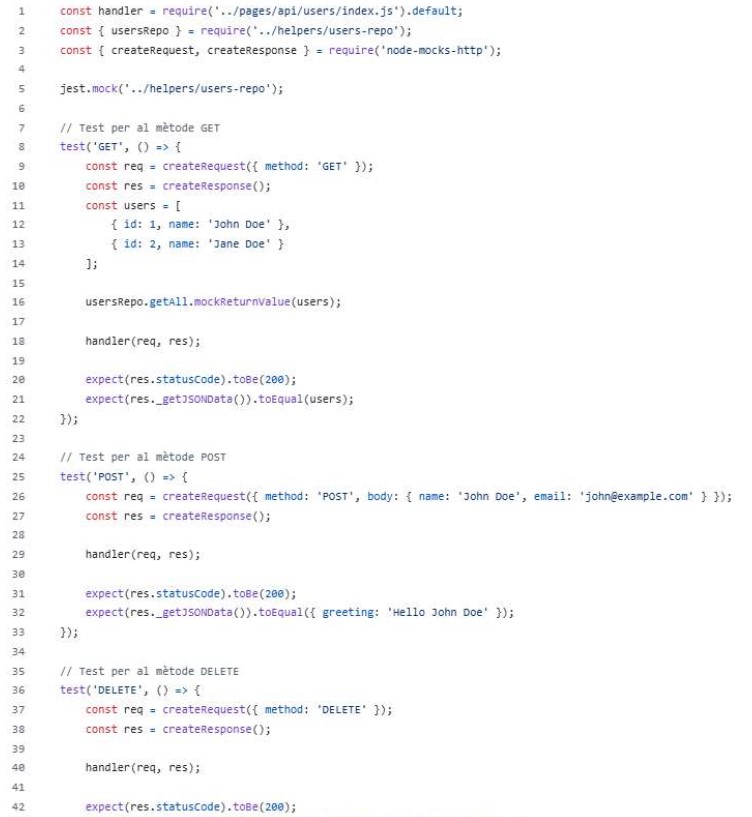 1 const handler = require('../pages/api/users/index.js').default;
2 const { usersRepo } = require('../helpers/users-repo');
3 const { createRequest, createResponse } = require('node-mocks-http');
4
5 jest.mock('../helpers/users-repo');
6
7 // Test per al mètode GET
8 test('GET', () => {
9 const req = createRequest({ method: 'GET' });
10 const res = createResponse();
11 const users = [
12 { id: 1, name: 'John Doe' },
13 { id: 2, name: 'Jane Doe' }
14 ];
15
16 usersRepo.getAll.mockReturnValue(users);
17
18 handler(req, res);
19
20 expect(res.statusCode).toBe(200);
21 expect(res._getJSONData()).toEqual(users);
22 });
23
24 // Test per al mètode POST
25 test('POST', () => {
26 const req = createRequest({ method: 'POST', body: { name: 'John Doe', email: 'john@example.com' } });
27 const res = createResponse();
28
29 handler(req, res);
30
31 expect(res.statusCode).toBe(200);
32 expect(res._getJSONData()).toEqual({ greeting: 'Hello John Doe' });
33 });
34
35 // Test per al mètode DELETE
36 test('DELETE', () => {
37 const req = createRequest({ method: 'DELETE' });
38 const res = createResponse();
39
40 handler(req, res);
41
42 expect(res.statusCode).toBe(200);